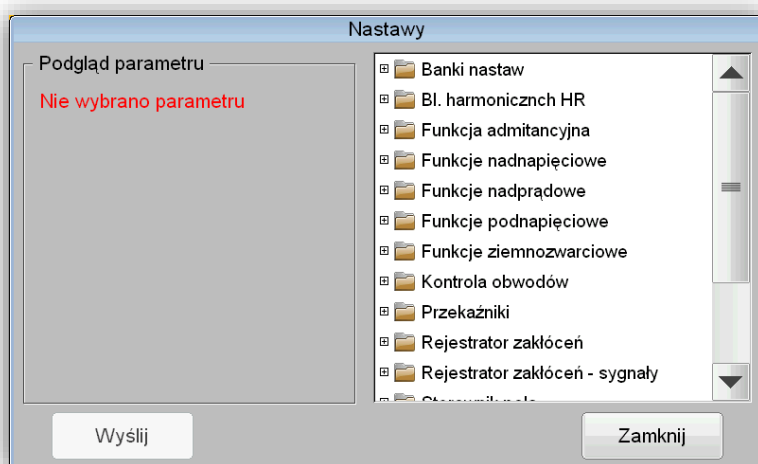 Nastawy
Podgląd parametru
Nie wybrano parametru
Banki nastaw
Bl. harmonicznch HR
Funkcja admitancyjna
Funkcje nadnapięciowe
Funkcje nadprądowe
Funkcje podnapięciowe
Funkcje ziemnozwarciowe
Kontrola obwodów
Przekaźniki
Rejestrator zakłóceń
Rejestrator zakłóceń - sygnały
Wyślij
Zamknij